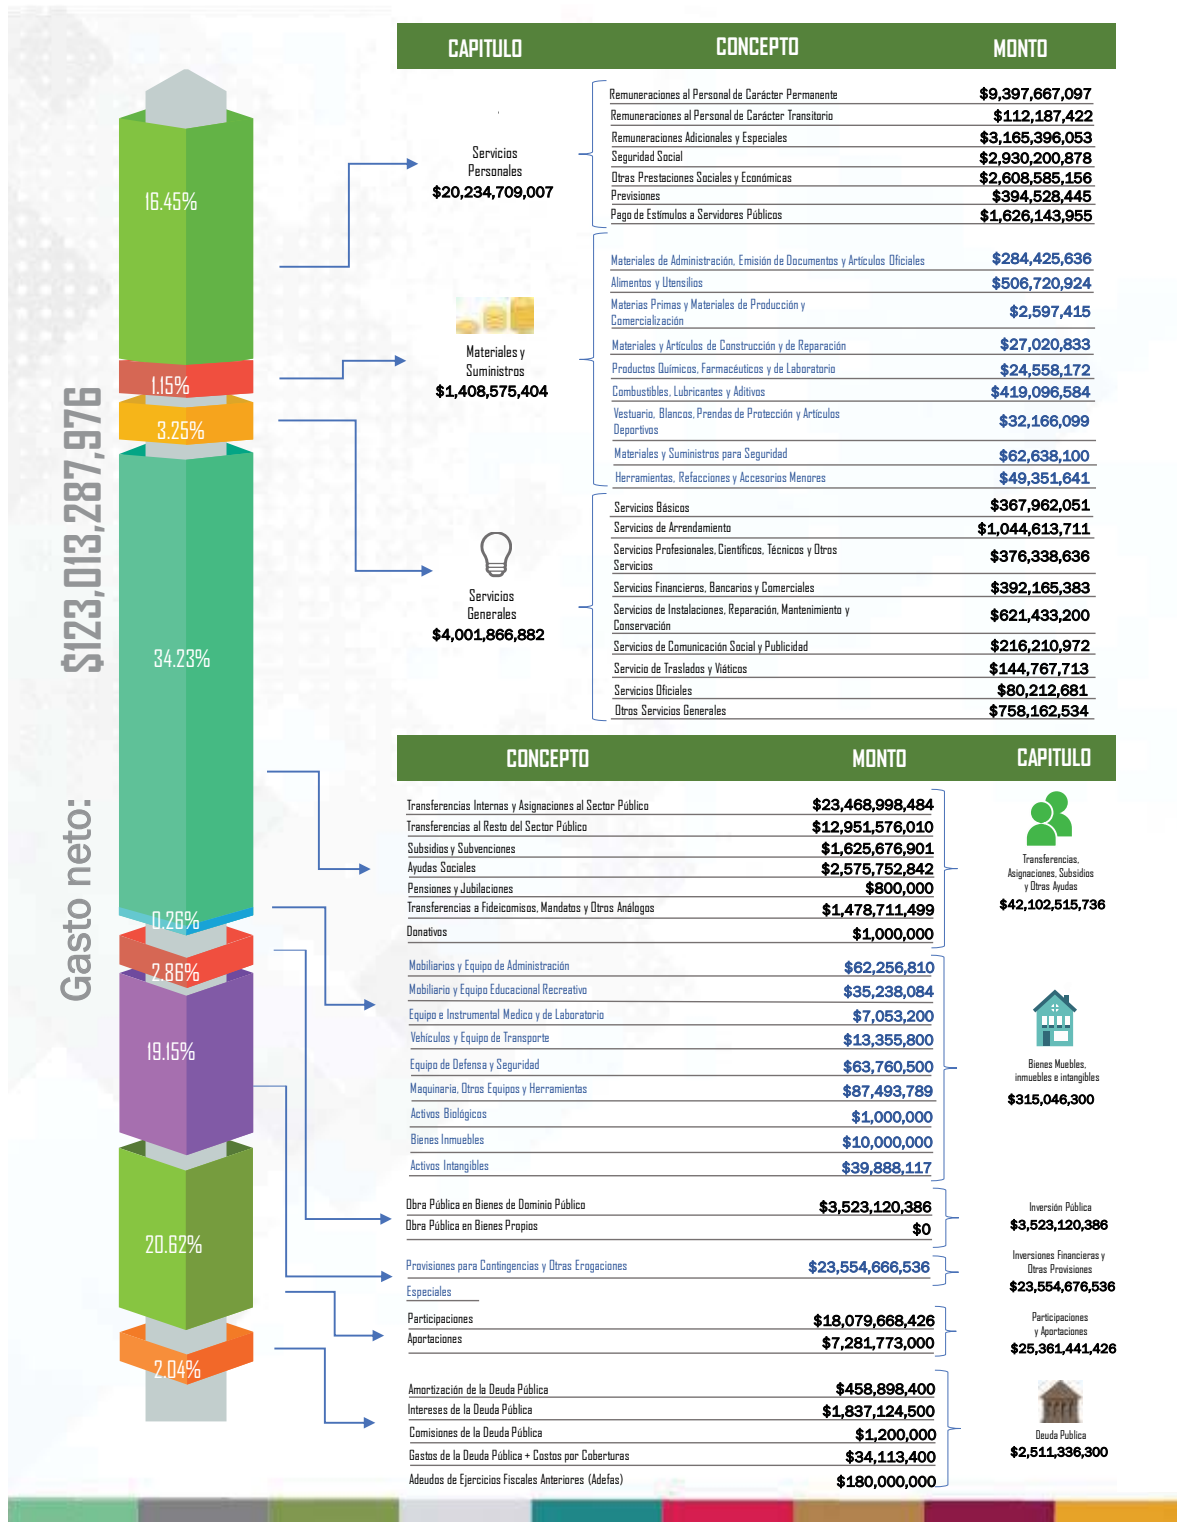 Gasto neto: $123,013,287,976
16.45%
1.15%
3.25%
34.23%
0.26%
2.86%
19.15%
20.62%
2.04%
CAPITULO CONCEPTO MONTO
Servicios
Personales
$20,234,709,007
Remuneraciones al Personal de Carácter Permanente $9,397,667,097
Remuneraciones al Personal de Carácter Transitorio $112,187,422
Remuneraciones Adicionales y Especiales $3,165,396,053
Seguridad Social $2,930,200,878
Otras Prestaciones Sociales y Económicas $2,608,585,156
Previsiones $394,528,445
Pago de Estímulos a Servidores Públicos $1,626,143,955
Materiales y
Suministros
$1,408,575,404
Materiales de Administración, Emisión de Documentos y Artículos Oficiales $284,425,636
Alimentos y Utensilios $506,720,924
Materias Primas y Materiales de Producción y
Comercialización $2,597,415
Materiales y Artículos de Construcción y de Reparación $27,020,833
Productos Químicos, Farmacéuticos y de Laboratorio $24,558,172
Combustibles, Lubricantes y Aditivos $419,096,584
Vestuario, Blancos, Prendas de Protección y Artículos
Deportivos $32,166,099
Materiales y Suministros para Seguridad $62,638,100
Herramientas, Refacciones y Accesorios Menores $49,351,641
Servicios
Generales
$4,001,866,882
Servicios Básicos $367,962,051
Servicios de Arrendamiento $1,044,613,711
Servicios Profesionales, Científicos, Técnicos y Otros
Servicios $376,338,636
Servicios Financieros, Bancarios y Comerciales $392,165,383
Servicios de Instalaciones, Reparación, Mantenimiento y
Conservación $621,433,200
Servicios de Comunicación Social y Publicidad $216,210,972
Servicio de Traslados y Viáticos $144,767,713
Servicios Oficiales $80,212,681
Otros Servicios Generales $758,162,534
CONCEPTO MONTO CAPITULO
Transferencias Internas y Asignaciones al Sector Público $23,468,998,484
Transferencias al Resto del Sector Público $12,951,576,010
Subsidios y Subvenciones $1,625,676,901
Ayudas Sociales $2,575,752,842
Pensiones y Jubilaciones $800,000
Transferencias a Fideicomisos, Mandatos y Otros Análogos $1,478,711,499
Donativos $1,000,000
Transferencias,
Asignaciones, Subsidios
y Otras Ayudas
$42,102,515,736
Mobiliarios y Equipo de Administración $62,256,810
Mobiliario y Equipo Educacional Recreativo $35,238,084
Equipo e Instrumental Medico y de Laboratorio $7,053,200
Vehículos y Equipo de Transporte $13,355,800
Equipo de Defensa y Seguridad $63,760,500
Maquinaria, Otros Equipos y Herramientas $87,493,789
Activos Biológicos $1,000,000
Bienes Inmuebles $10,000,000
Activos Intangibles $39,888,117
Bienes Muebles,
inmuebles e intangibles
$315,046,300
Obra Pública en Bienes de Dominio Público $3,523,120,386
Obra Pública en Bienes Propios $0
Inversión Pública
$3,523,120,386
Provisiones para Contingencias y Otras Erogaciones $23,554,666,536
Especiales
Inversiones Financieras y
Otras Provisiones
$23,554,676,536
Participaciones $18,079,668,426
Aportaciones $7,281,773,000
Participaciones
y Aportaciones
$25,361,441,426
Amortización de la Deuda Pública $458,898,400
Intereses de la Deuda Pública $1,837,124,500
Comisiones de la Deuda Pública $1,200,000
Gastos de la Deuda Pública + Costos por Coberturas $34,113,400
Adeudos de Ejercicios Fiscales Anteriores (Adefas) $180,000,000
Deuda Publica
$2,511,336,300